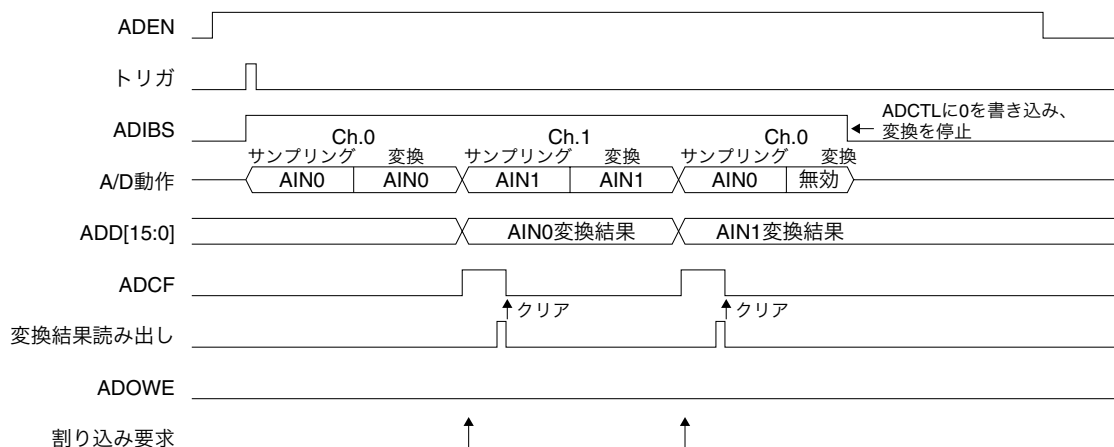 ADEN
トリガ
ADIBS
ADCTLに0を書き込み、
変換を停止
Ch.0 Ch.1 Ch.0
サンプリング 変換 サンプリング 変換 サンプリング 変換
A/D動作 AIN0 AIN0 AIN1 AIN1 AIN0 無効
ADD[15:0] AIN0変換結果 AIN1変換結果
ADCF
クリア クリア
変換結果読み出し
ADOWE
割り込み要求